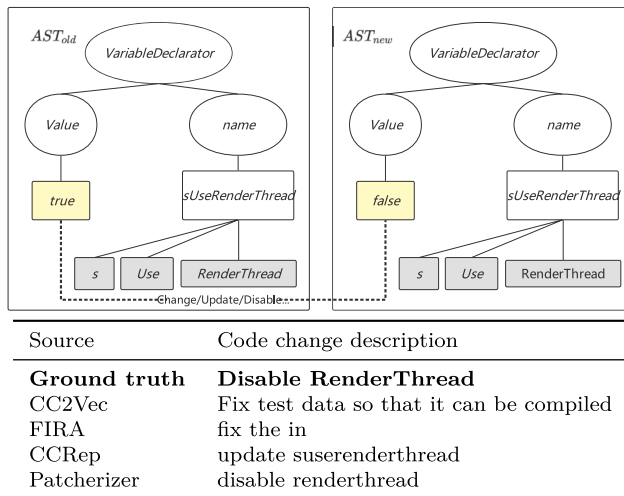 AST_old
VariableDeclarator
Value
name
true
sUseRenderThread
s
Use
RenderThread
AST_new
VariableDeclarator
Value
name
false
sUseRenderThread
s
Use
RenderThread
Change/Update/Disable...
Source Code change description
Ground truth Disable RenderThread
CC2Vec Fix test data so that it can be compiled
FIRA fix the in
CCRep update suserenderthread
Patcherizer disable renderthread